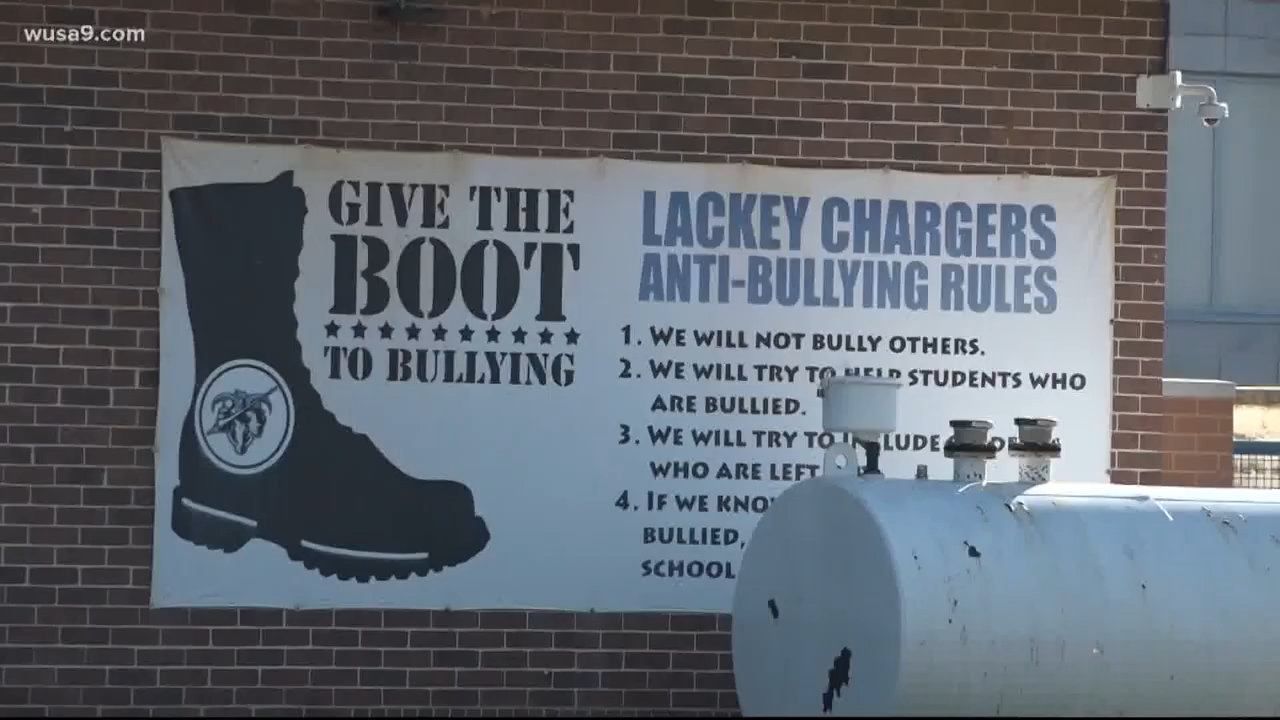 wusa9.com
GIVE THE
BOOT
TO BULLYING
LACKEY CHARGERS
ANTI-BULLYING RULES
1. WE WILL NOT BULLY OTHERS.
2. WE WILL TRY TO HELP STUDENTS WHO
ARE BULLIED.
3. WE WILL TRY TO INCLUDE
WHO ARE LEFT
4. IF WE
BULLIED,
SCHOOL